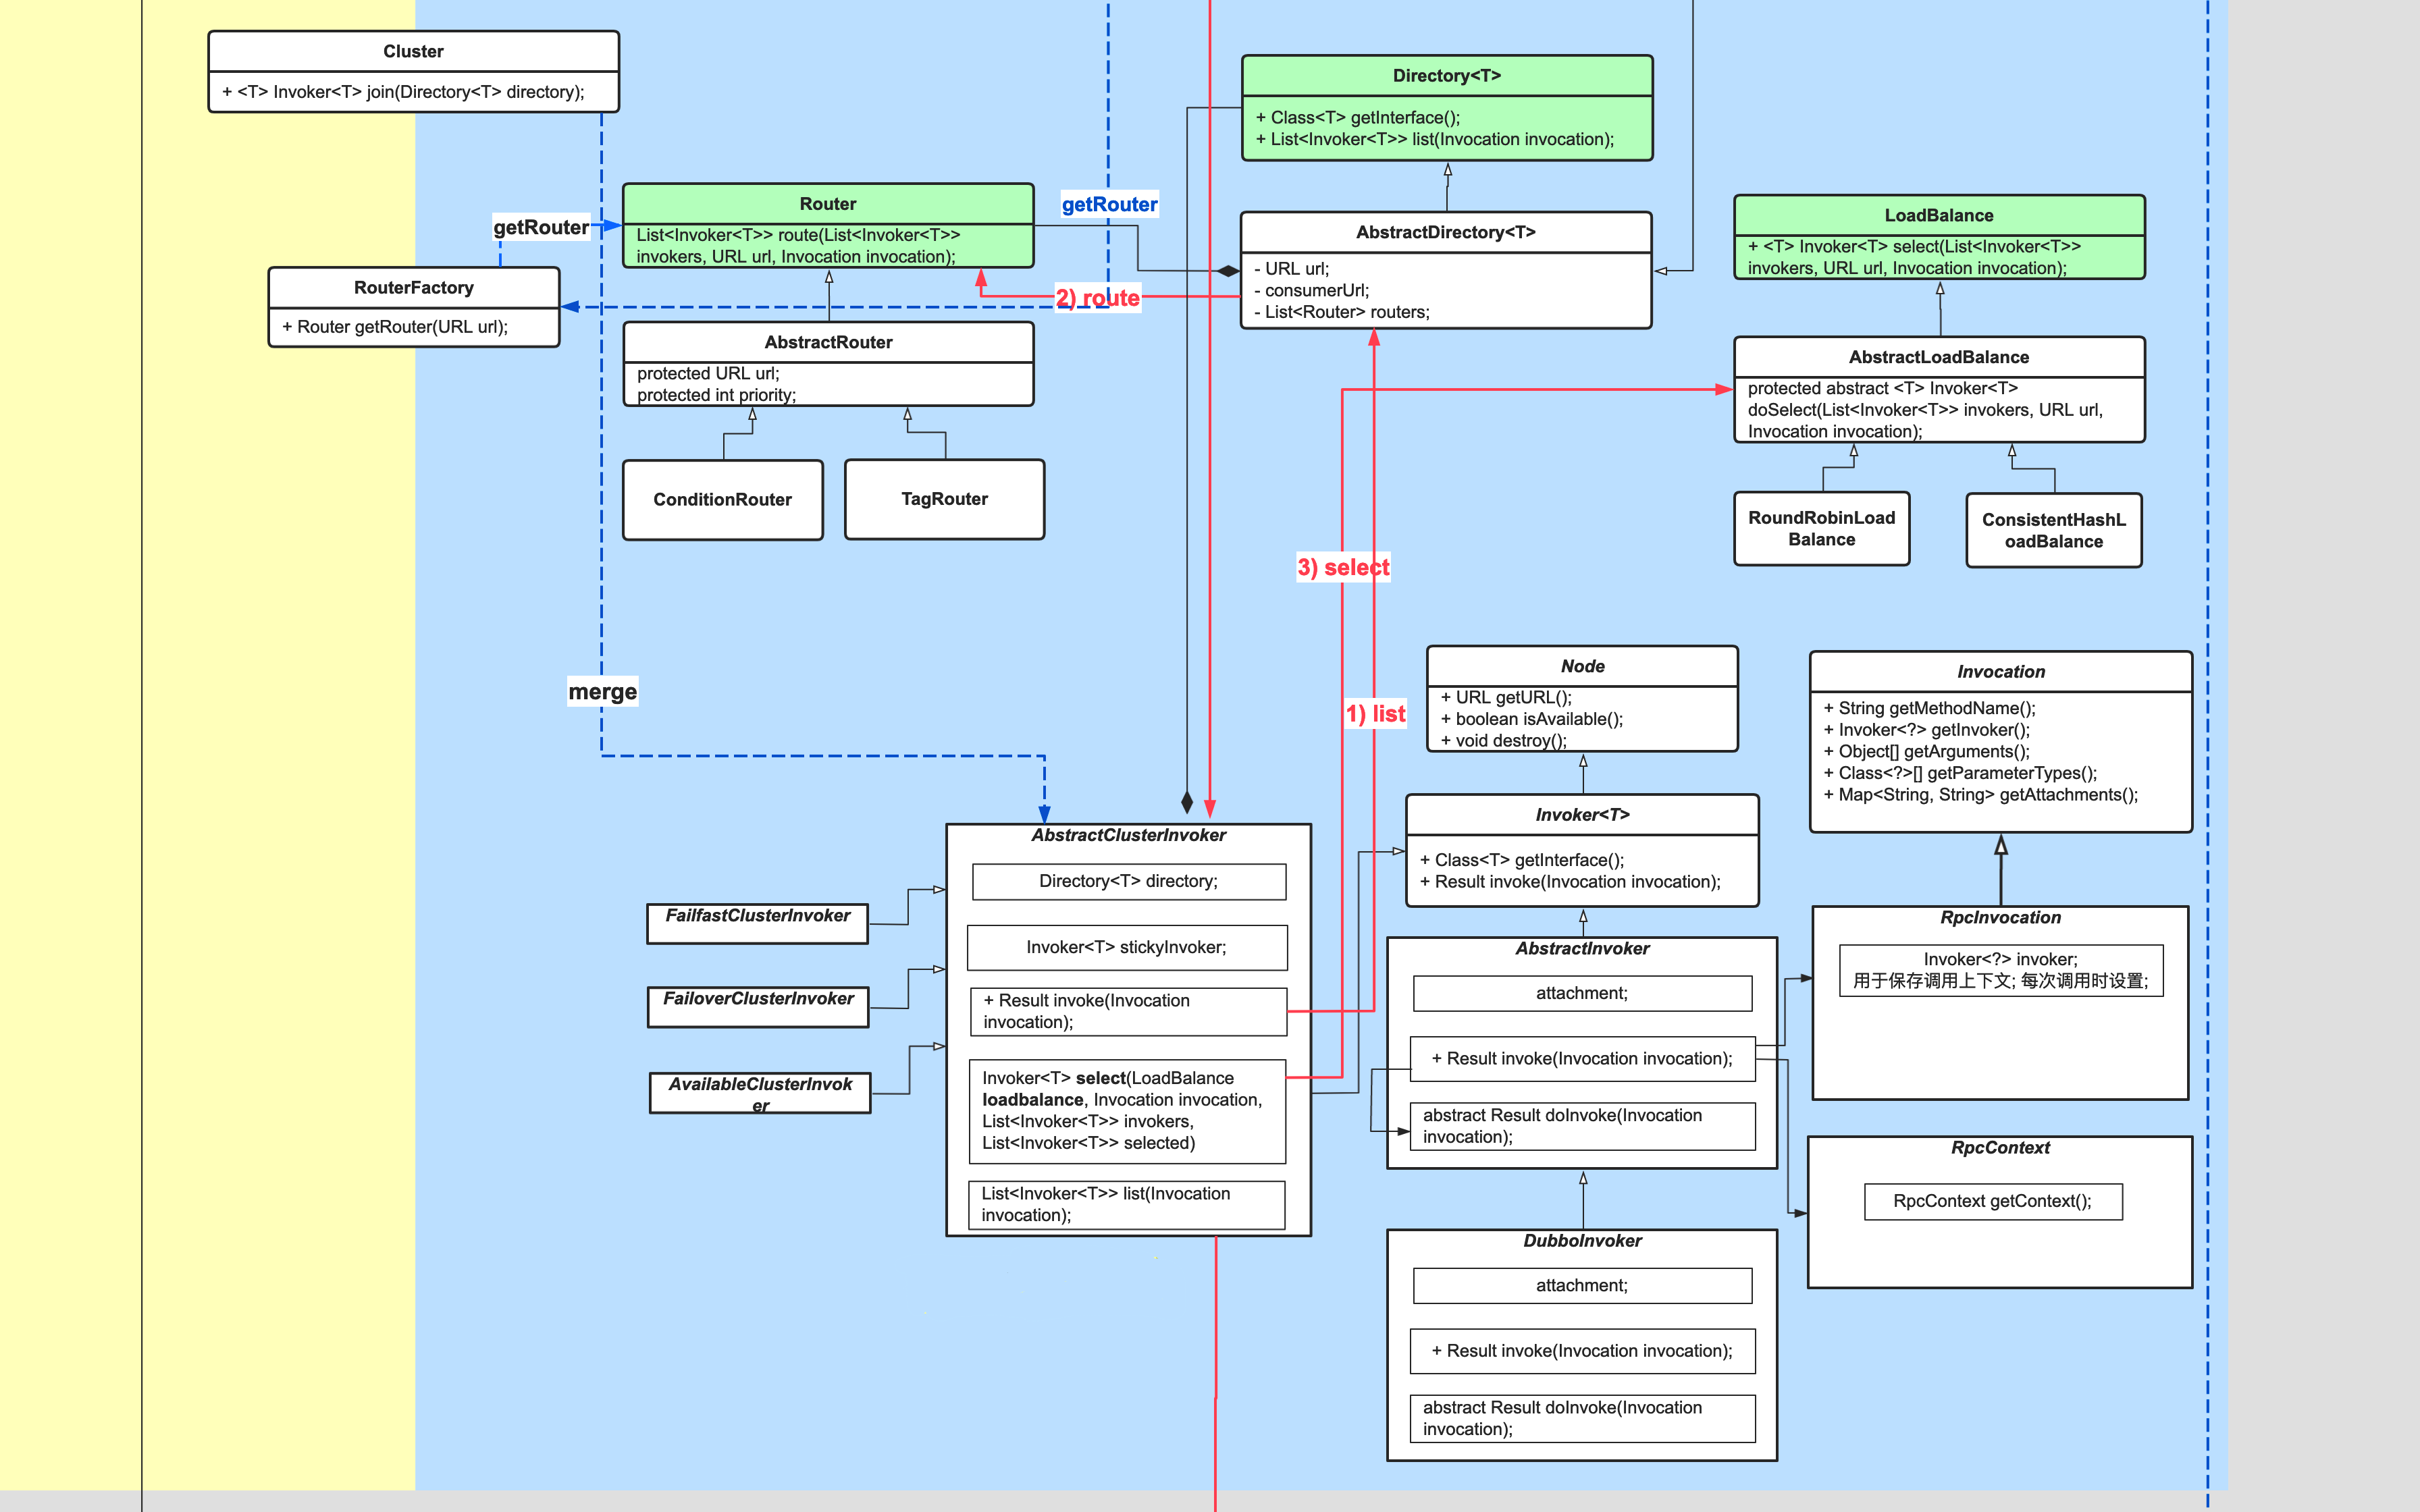 Cluster
+ <T> Invoker<T> join(Directory<T> directory);
Directory<T>
+ Class<T> getInterface();
+ List<Invoker<T>> list(Invocation invocation);
getRouter
Router
List<Invoker<T>> route(List<Invoker<T>>
invokers, URL url, Invocation invocation);
getRouter
AbstractDirectory<T>
- URL url;
- consumerUrl;
- List<Router> routers;
LoadBalance
+ <T> Invoker<T> select(List<Invoker<T>>
invokers, URL url, Invocation invocation);
RouterFactory
+ Router getRouter(URL url);
2) route
AbstractRouter
protected URL url;
protected int priority;
AbstractLoadBalance
protected abstract <T> Invoker<T>
doSelect(List<Invoker<T>> invokers, URL url,
Invocation invocation);
ConditionRouter
TagRouter
RoundRobinLoad
Balance
ConsistentHashL
oadBalance
3) select
merge
1) list
Node
+ URL getURL();
+ boolean isAvailable();
+ void destroy();
Invocation
+ String getMethodName();
+ Invoker<?> getInvoker();
+ Object[] getArguments();
+ Class<?>[] getParameterTypes();
+ Map<String, String> getAttachments();
Invoker<T>
+ Class<T> getInterface();
+ Result invoke(Invocation invocation);
AbstractClusterInvoker
Directory<T> directory;
Invoker<T> stickyInvoker;
+ Result invoke(Invocation
invocation);
Invoker<T> select(LoadBalance
loadbalance, Invocation invocation,
List<Invoker<T>> invokers,
List<Invoker<T>> selected)
List<Invoker<T>> list(Invocation
invocation);
FailfastClusterInvoker
FailoverClusterInvoker
AvailableClusterInvok
er
AbstractInvoker
attachment;
+ Result invoke(Invocation invocation);
abstract Result doInvoke(Invocation
invocation);
RpcInvocation
Invoker<?> invoker;
用于保存调用上下文; 每次调用时设置;
RpcContext
RpcContext getContext();
DubboInvoker
attachment;
+ Result invoke(Invocation invocation);
abstract Result doInvoke(Invocation
invocation);